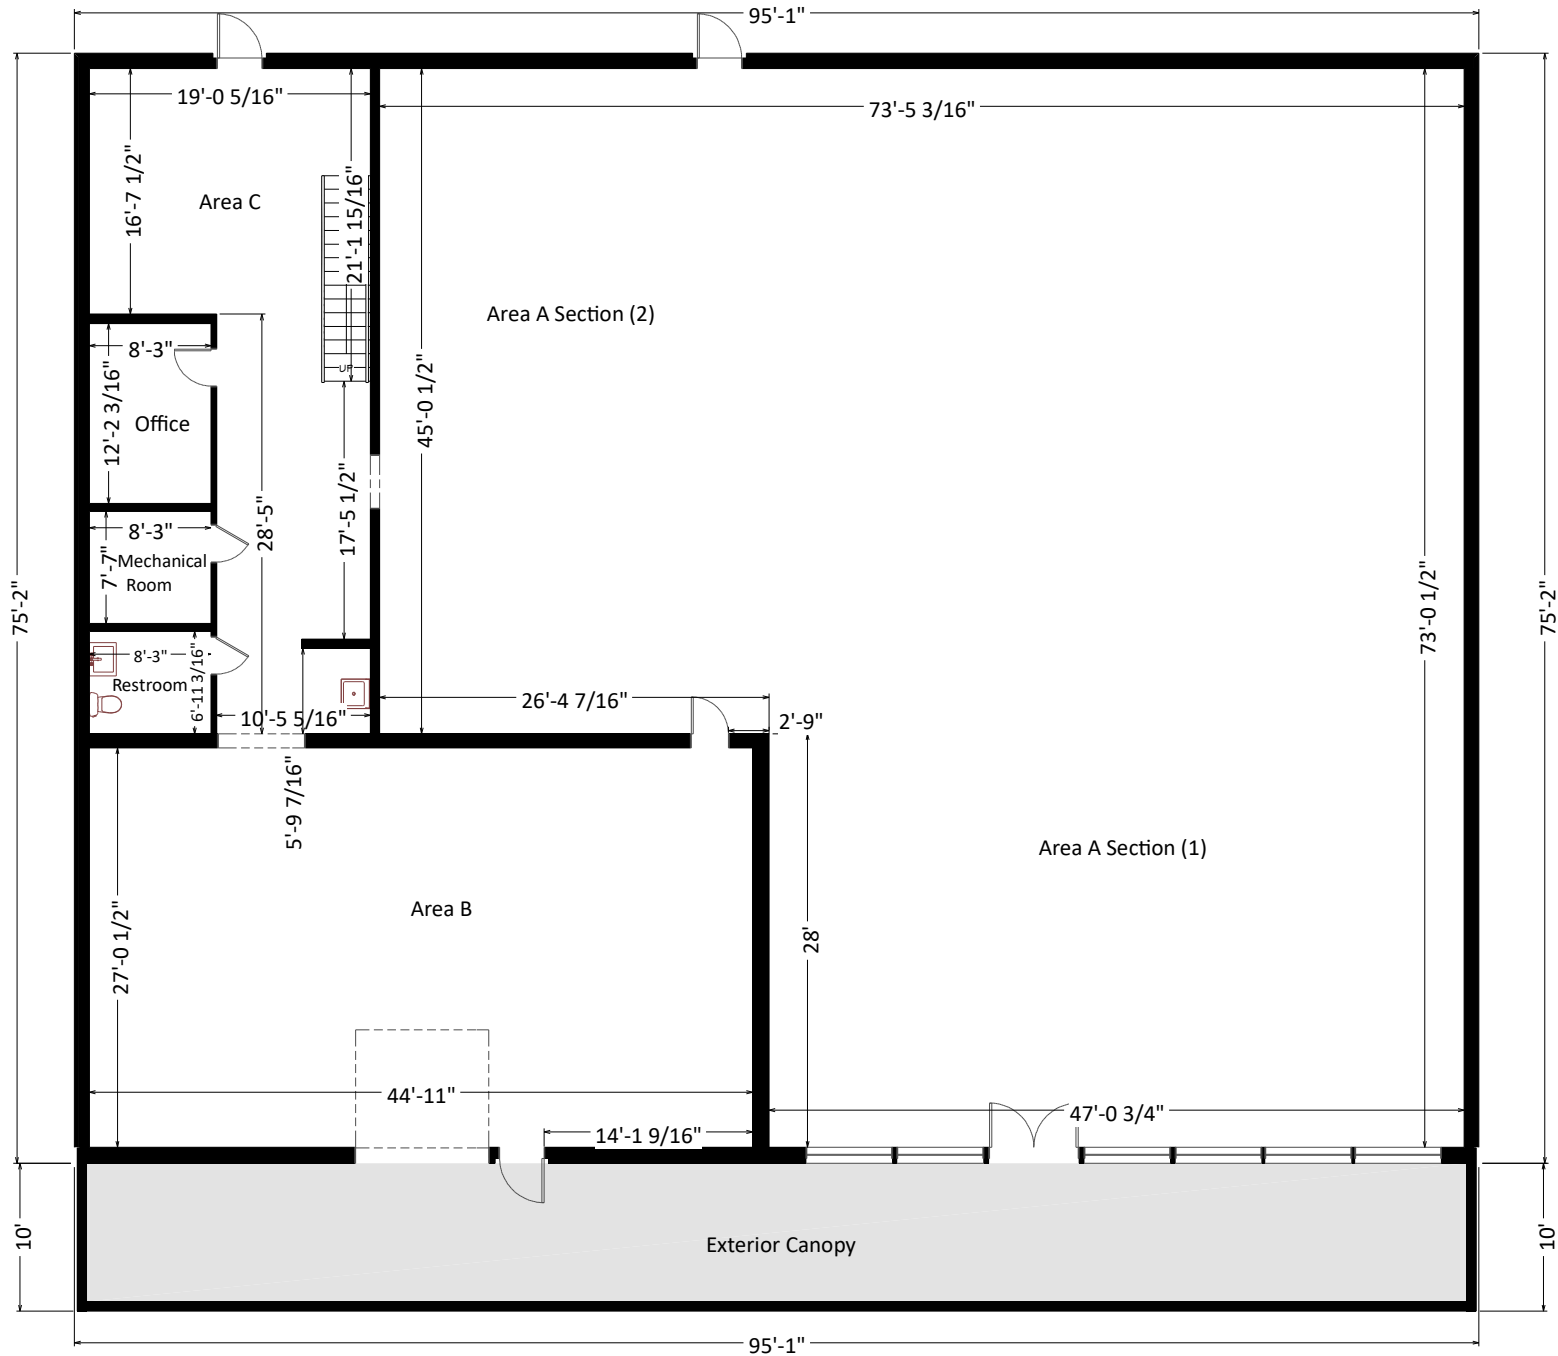 95'-1"
19'-0 5/16"
73'-5 3/16"
16'-7 1/2"
Area C
21'-1 15/16"
Area A Section (2)
8'-3"
UP
12'-2 3/16"
Office
45'-0 1/2"
17'-5 1/2"
28'-5"
8'-3"
7'-7"
Mechanical
Room
75'-2"
73'-0 1/2"
75'-2"
8'-3"
6'-11 3/16"
Restroom
10'-5 5/16"
26'-4 7/16"
2'-9"
5'-9 7/16"
Area A Section (1)
Area B
27'-0 1/2"
28'
44'-11"
47'-0 3/4"
14'-1 9/16"
10'
Exterior Canopy
10'
95'-1"